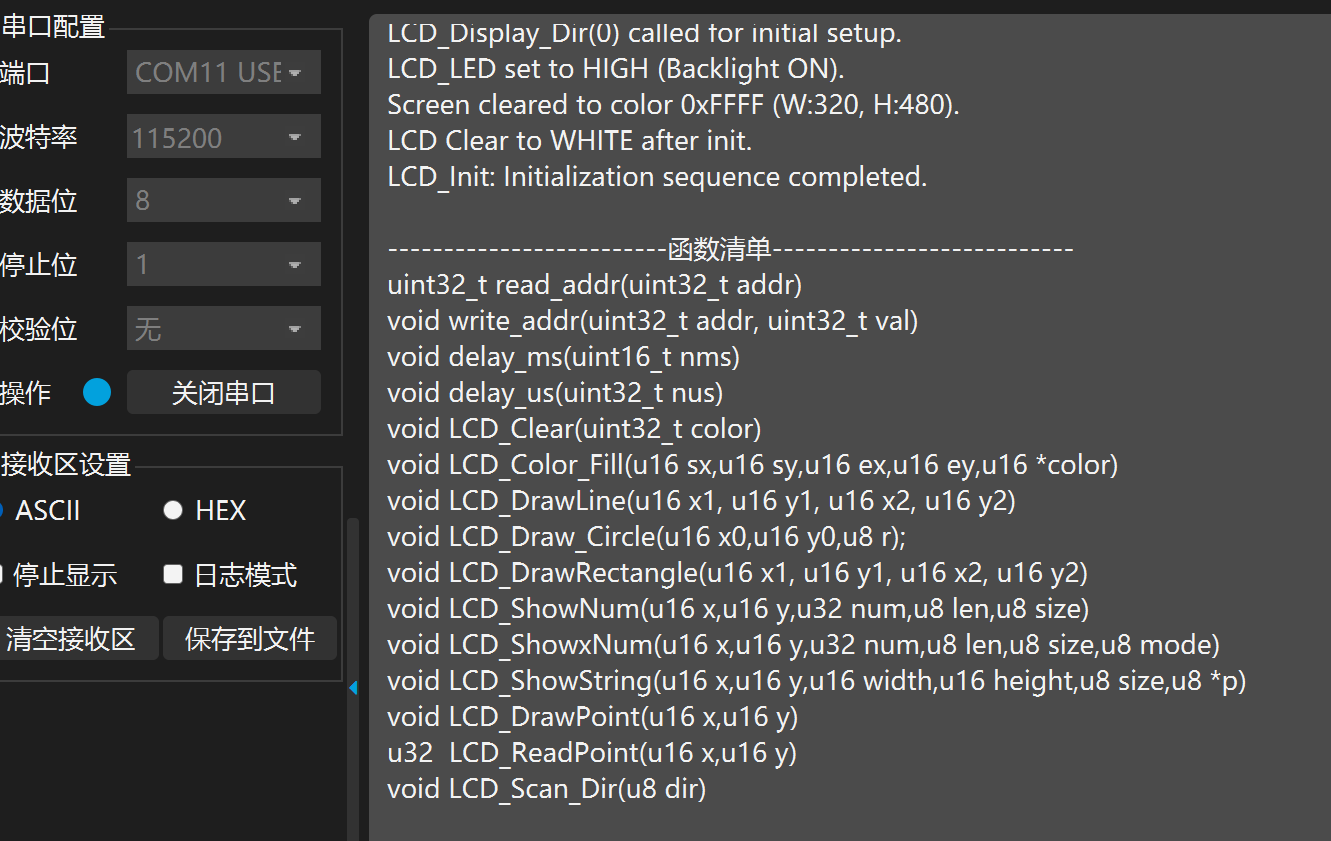 串口配置
端口
COM11 USE
波特率
115200
数据位
8
停止位
1
校验位
无
操作
关闭串口
接收区设置
ASCII
HEX
停止显示
日志模式
清空接收区
保存到文件
LCD_Display_Dir(0) called for initial setup.
LCD_LED set to HIGH (Backlight ON).
Screen cleared to color 0xFFFF (W:320, H:480).
LCD Clear to WHITE after init.
LCD_Init: Initialization sequence completed.
-------------------------函数清单---------------------------
uint32_t read_addr(uint32_t addr)
void write_addr(uint32_t addr, uint32_t val)
void delay_ms(uint16_t nms)
void delay_us(uint32_t nus)
void LCD_Clear(uint32_t color)
void LCD_Color_Fill(u16 sx,u16 sy,u16 ex,u16 ey,u16 *color)
void LCD_DrawLine(u16 x1, u16 y1, u16 x2, u16 y2)
void LCD_Draw_Circle(u16 x0,u16 y0,u8 r);
void LCD_DrawRectangle(u16 x1, u16 y1, u16 x2, u16 y2)
void LCD_ShowNum(u16 x,u16 y,u32 num,u8 len,u8 size)
void LCD_ShowxNum(u16 x,u16 y,u32 num,u8 len,u8 size,u8 mode)
void LCD_ShowString(u16 x,u16 y,u16 width,u16 height,u8 size,u8 *p)
void LCD_DrawPoint(u16 x,u16 y)
u32  LCD_ReadPoint(u16 x,u16 y)
void LCD_Scan_Dir(u8 dir)